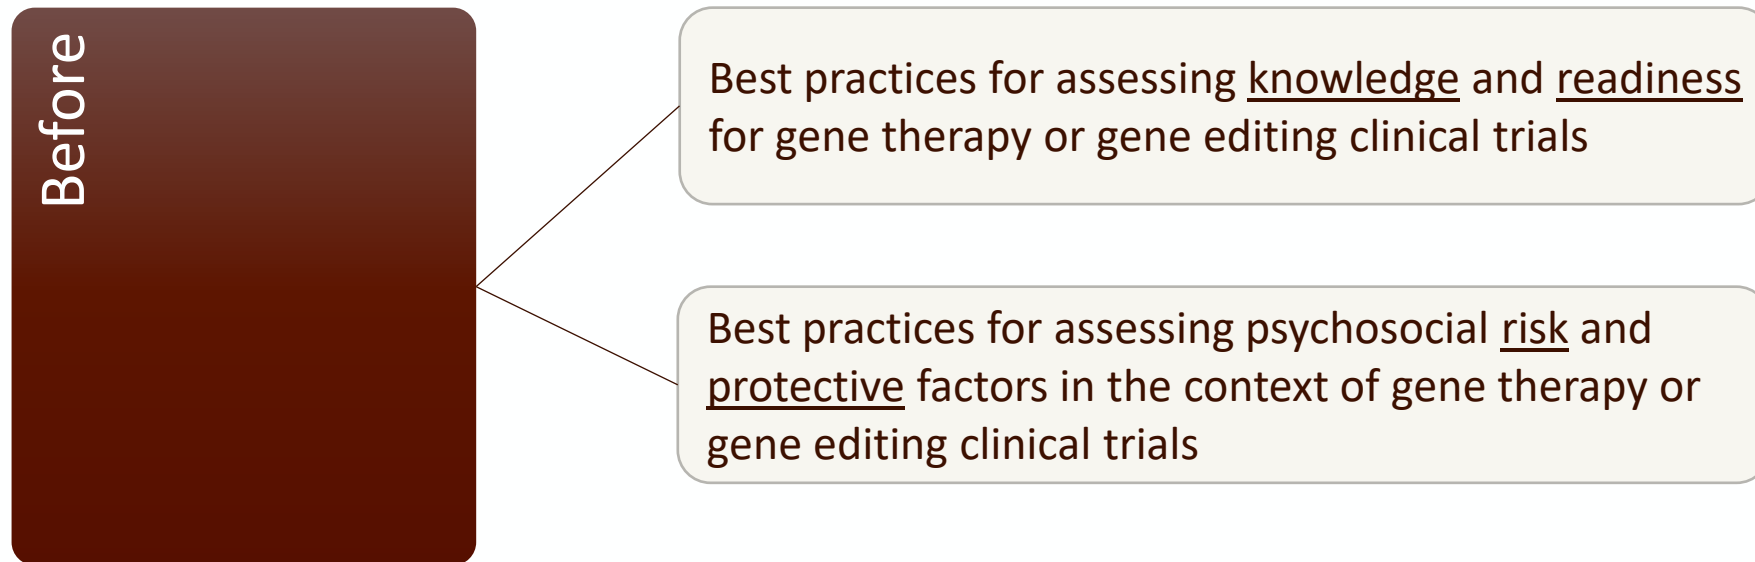 Before
Best practices for assessing knowledge and readiness
for gene therapy or gene editing clinical trials
Best practices for assessing psychosocial risk and
protective factors in the context of gene therapy or
gene editing clinical trials